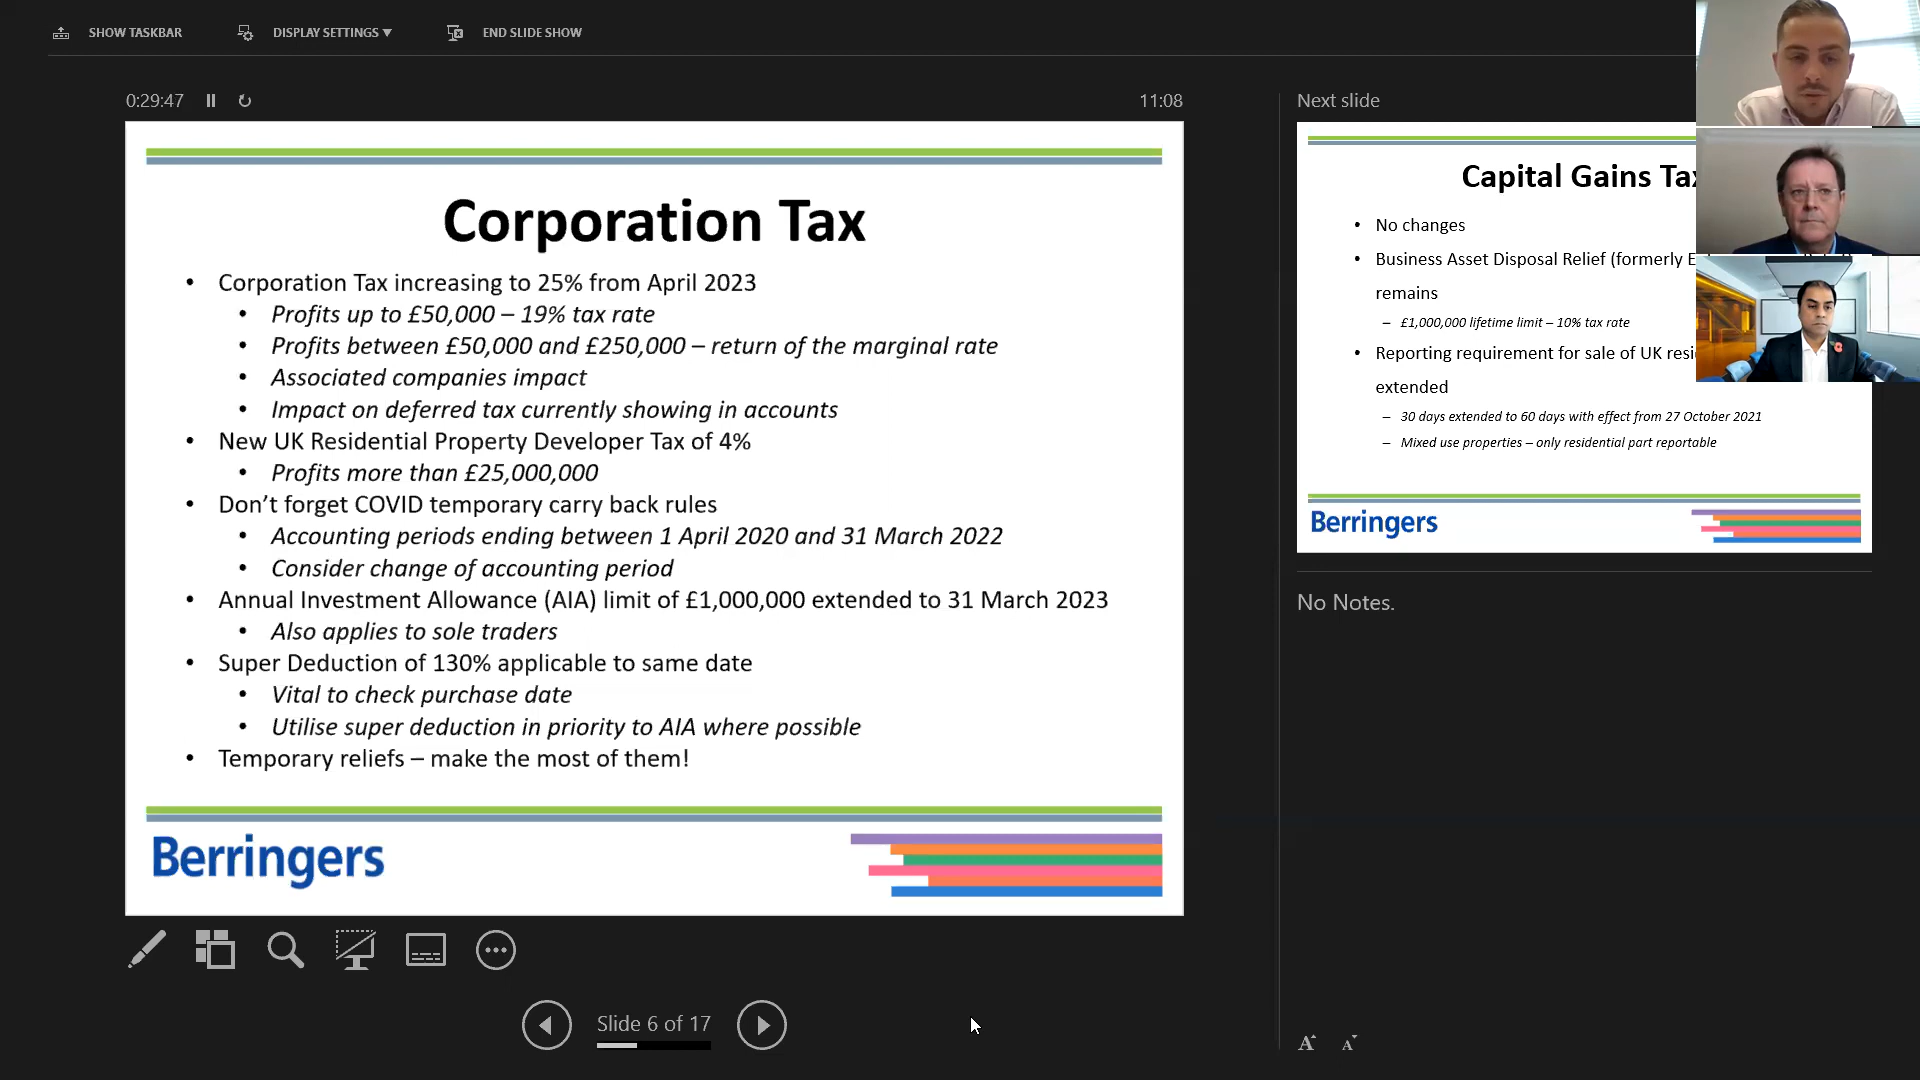 SHOW TASKBAR
DISPLAY SETTINGS ▼
END SLIDE SHOW
0:29:47
11:08
Corporation Tax
• Corporation Tax increasing to 25% from April 2023
• Profits up to £50,000 – 19% tax rate
• Profits between £50,000 and £250,000 – return of the marginal rate
• Associated companies impact
• Impact on deferred tax currently showing in accounts
• New UK Residential Property Developer Tax of 4%
• Profits more than £25,000,000
• Don’t forget COVID temporary carry back rules
• Accounting periods ending between 1 April 2020 and 31 March 2022
• Consider change of accounting period
• Annual Investment Allowance (AIA) limit of £1,000,000 extended to 31 March 2023
• Also applies to sole traders
• Super Deduction of 130% applicable to same date
• Vital to check purchase date
• Utilise super deduction in priority to AIA where possible
• Temporary reliefs – make the most of them!
Berringers
Slide 6 of 17
Next slide
Capital Gains Tax
• No changes
• Business Asset Disposal Relief (formerly
remains
– £1,000,000 lifetime limit – 10% tax rate
• Reporting requirement for sale of UK
extended
– 30 days extended to 60 days with effect from 27 October 2021
– Mixed use properties – only residential part reportable
Berringers
No Notes.
A A